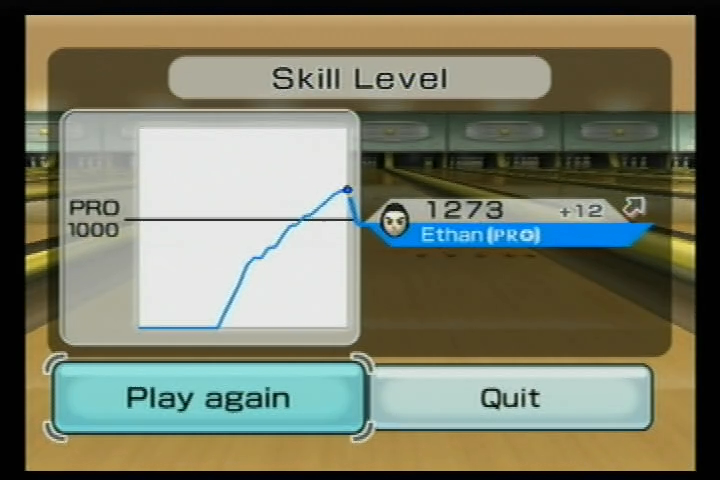 Skill Level
PRO
1000
1273 +12
Ethan (PRO)
Play again
Quit